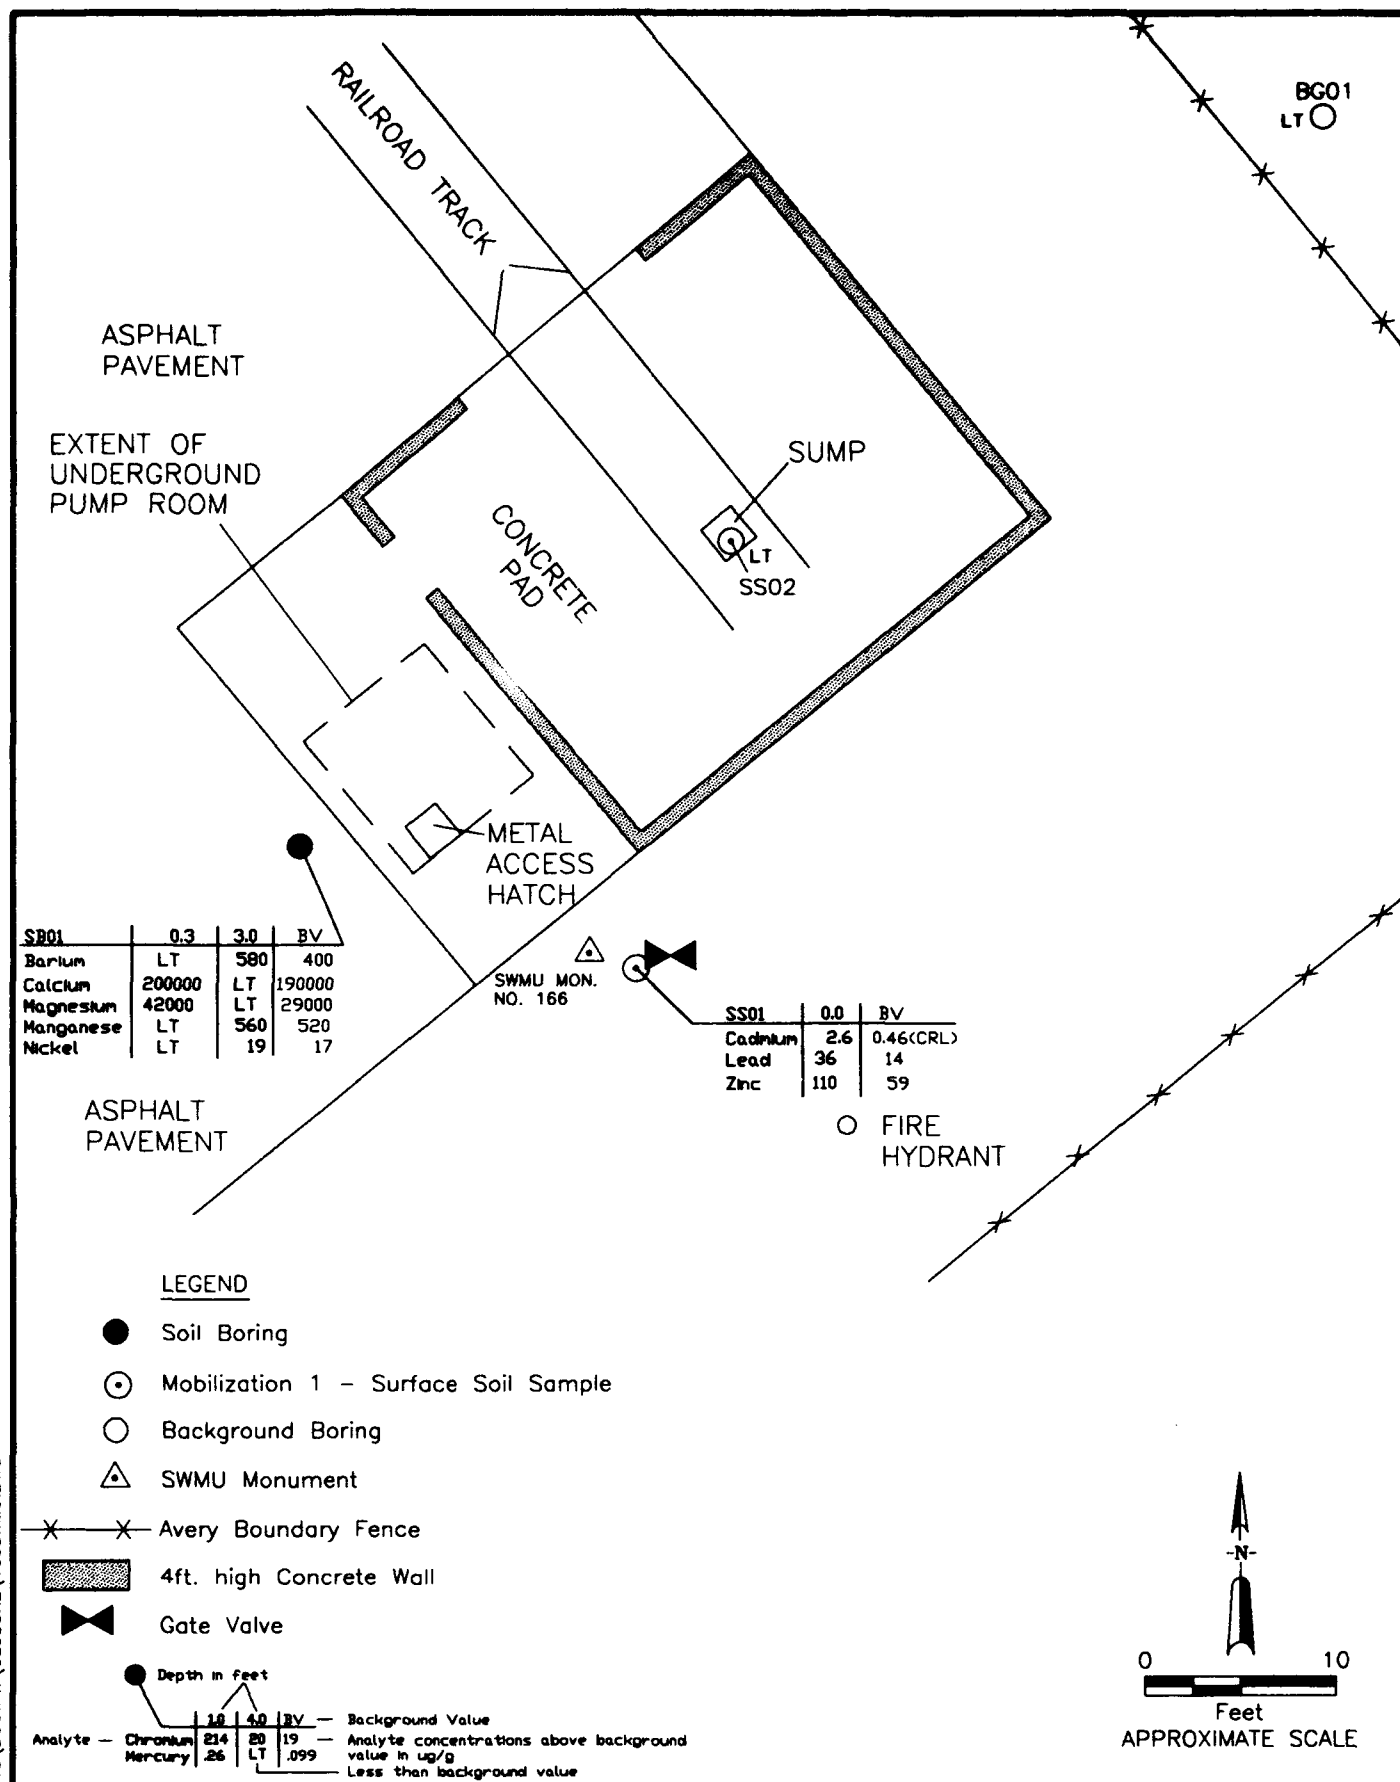 BG01
LT
RAILROAD TRACK
ASPHALT
PAVEMENT
EXTENT OF
UNDERGROUND
PUMP ROOM
SUMP
CONCRETE
PAD
LT
SS02
METAL
ACCESS
HATCH
SB01 0.3 3.0 BV
Barium LT 580 400
Calcium 200000 LT 190000
Magnesium 42000 LT 29000
Manganese LT 560 520
Nickel LT 19 17
SWMU MON.
NO. 166
SS01 0.0 BV
Cadmium 2.6 0.46(CRL)
Lead 36 14
Zinc 110 59
ASPHALT
PAVEMENT
FIRE
HYDRANT
LEGEND
Soil Boring
Mobilization 1 - Surface Soil Sample
Background Boring
SWMU Monument
Avery Boundary Fence
4ft. high Concrete Wall
Gate Valve
Depth in feet
1.0 4.0 BV — Background Value
Analyte — Chromium 214 20 19 — Analyte concentrations above background
Mercury .26 LT .099 value in ug/g
Less than background value
-N-
0 10
Feet
APPROXIMATE SCALE